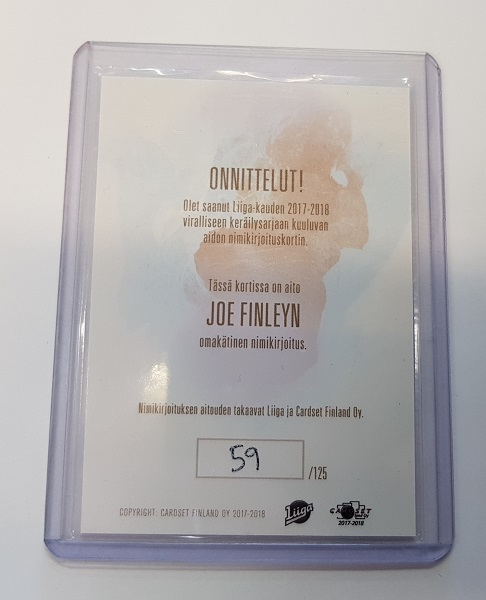 ONNITTELUT!
Olet saanut Liiga-kauden 2017-2018
viralliseen keräilysarjaan kuuluvan
aidon nimikirjoituskortin.
Tässä kortissa on aito
JOE FINLEYN
omakätinen nimikirjoitus.
Nimikirjoituksen aitouden takaavat Liiga ja Cardset Finland Oy.
59
/125
COPYRIGHT: CARDSET FINLAND OY 2017-2018
Liiga
CARDSET
2017-2018